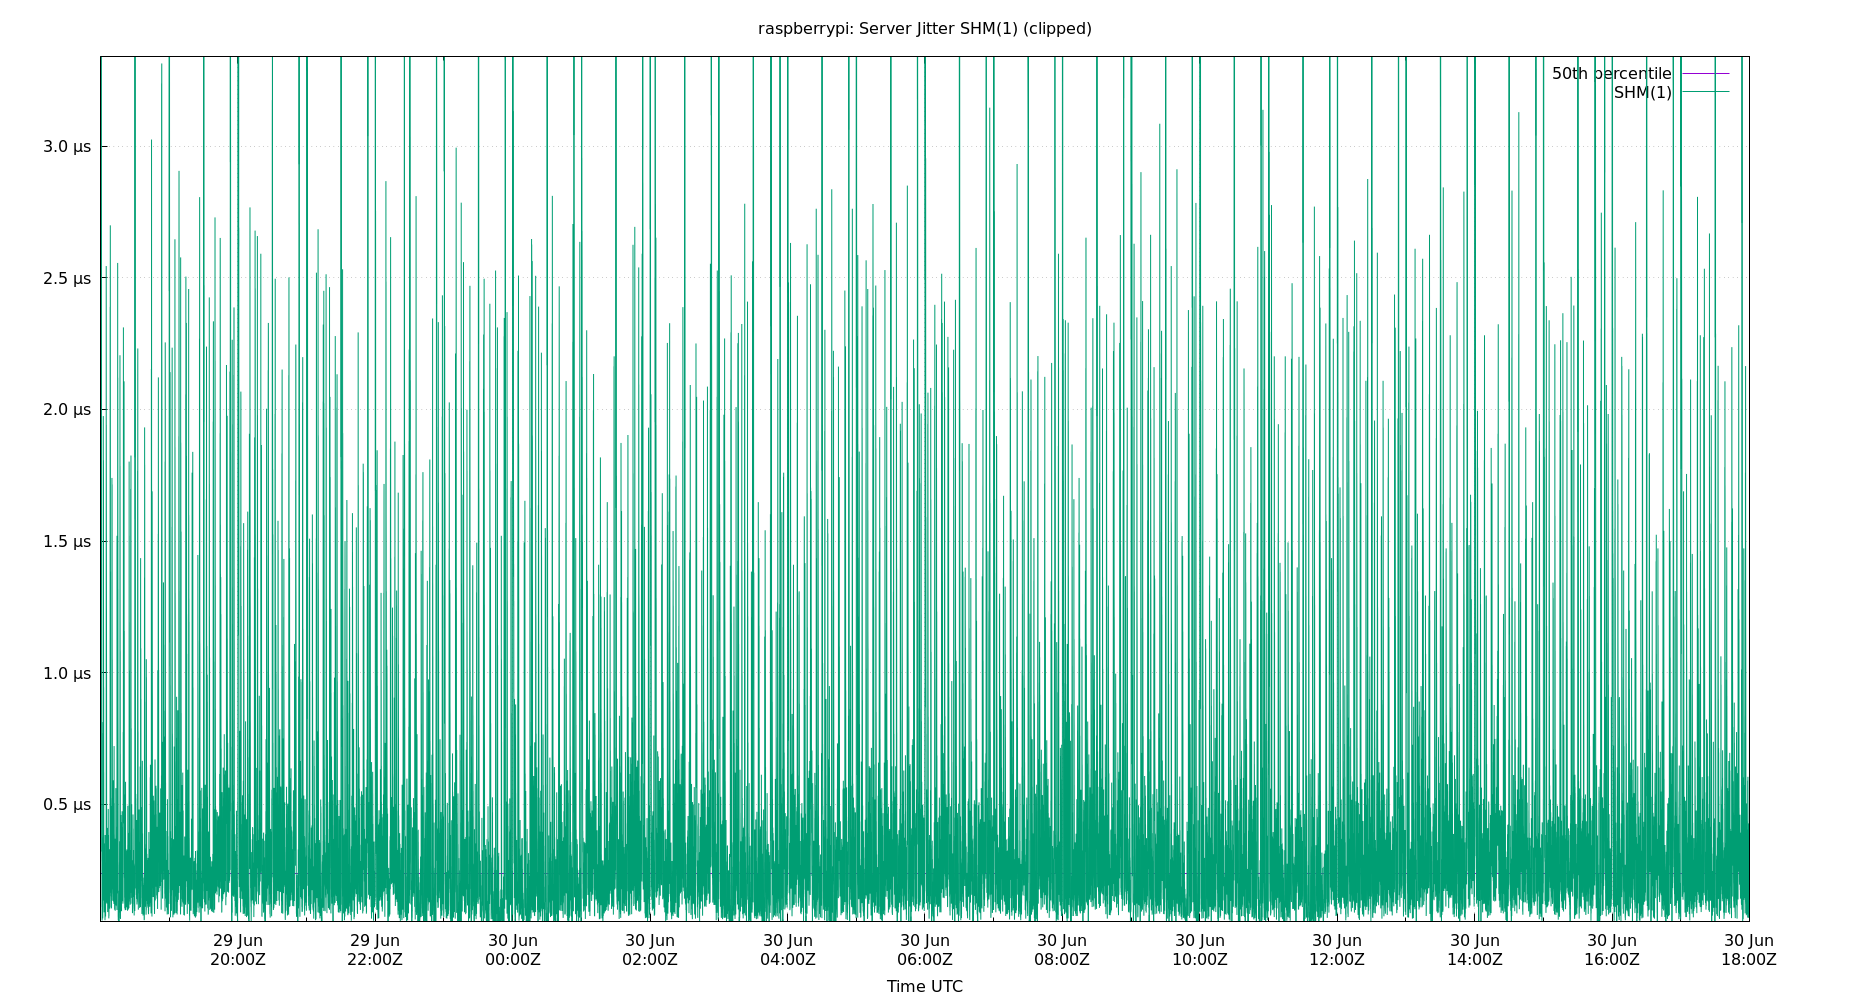 raspberrypi: Server Jitter SHM(1) (clipped)
50th percentile
SHM(1)
3.0 µs
2.5 µs
2.0 µs
1.5 µs
1.0 µs
0.5 µs
29 Jun 29 Jun 30 Jun 30 Jun 30 Jun 30 Jun 30 Jun 30 Jun 30 Jun 30 Jun 30 Jun 30 Jun
20:00Z 22:00Z 00:00Z 02:00Z 04:00Z 06:00Z 08:00Z 10:00Z 12:00Z 14:00Z 16:00Z 18:00Z
Time UTC